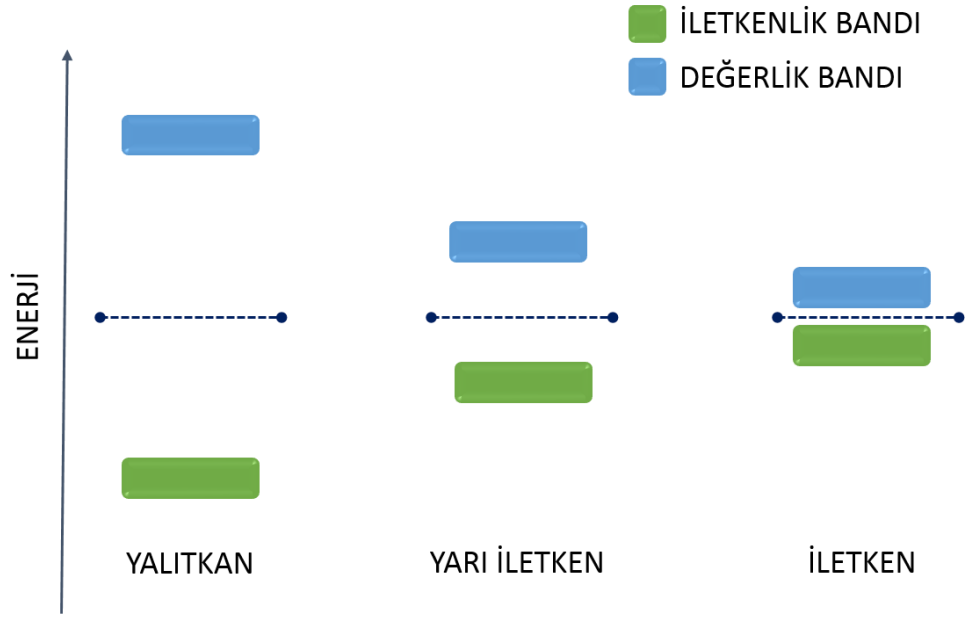 İLETKENLİK BANDI
DEĞERLİK BANDI
ENERJİ
YALITKAN
YARI İLETKEN
İLETKEN